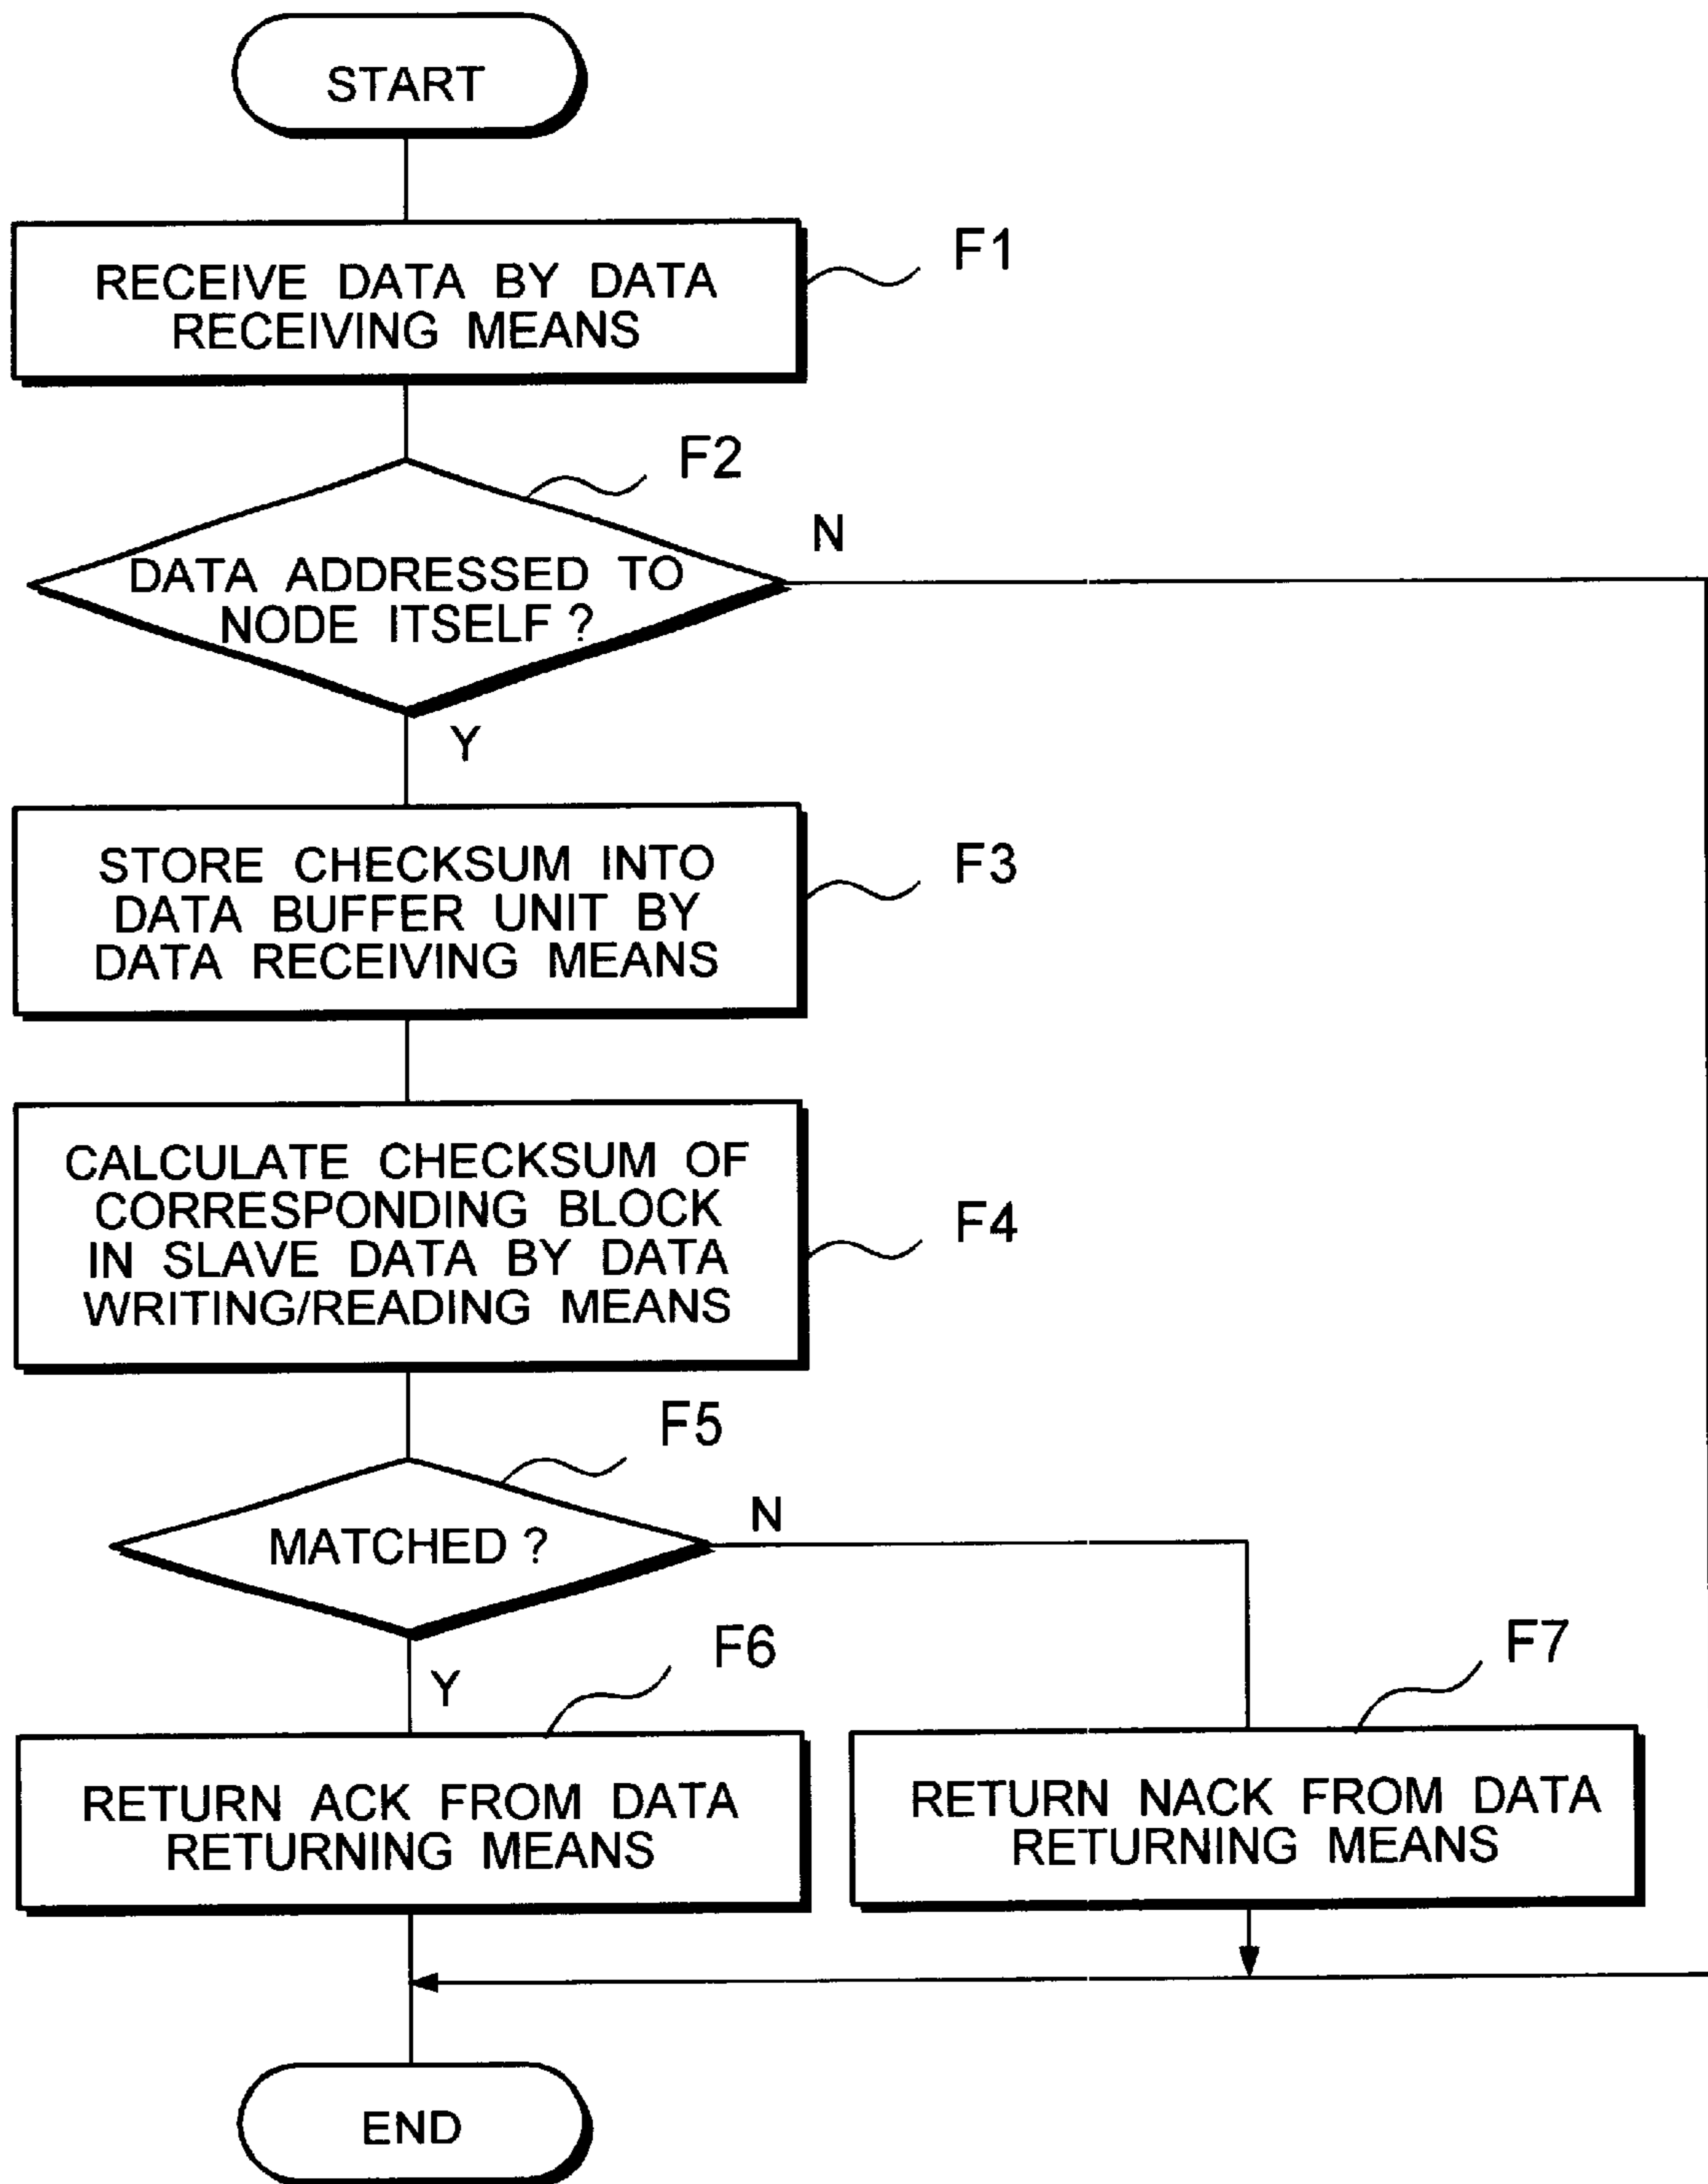 START
RECEIVE DATA BY DATA
RECEIVING MEANS
F1
F2
DATA ADDRESSED TO
NODE ITSELF ?
N
Y
STORE CHECKSUM INTO
DATA BUFFER UNIT BY
DATA RECEIVING MEANS
F3
CALCULATE CHECKSUM OF
CORRESPONDING BLOCK
IN SLAVE DATA BY DATA
WRITING/READING MEANS
F4
F5
MATCHED ?
N
Y
F6
RETURN ACK FROM DATA
RETURNING MEANS
F7
RETURN NACK FROM DATA
RETURNING MEANS
END